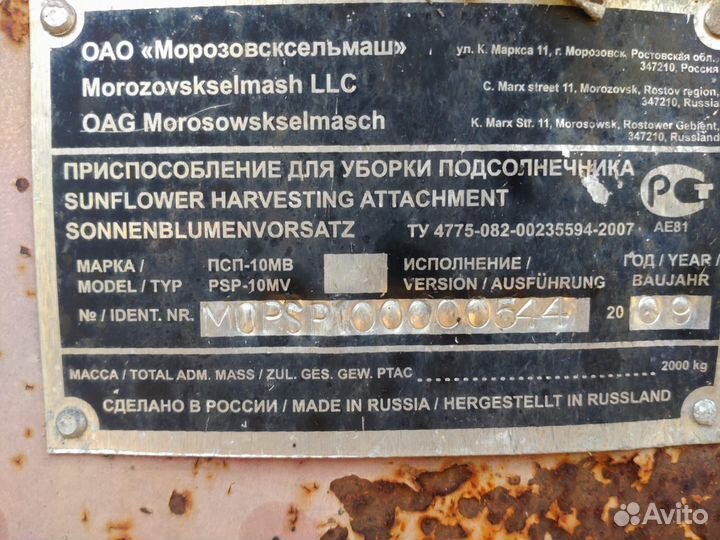 ОАО «Морозовсксельмаш»
ул. К. Маркса 11, г. Морозовск, Ростовская обл.,
347210, Россия
Morozovskselmash LLC
C. Marx street 11, Morozovsk, Rostov region,
347210, Russia
OAG Morosowskselmasch
K. Marx Str. 11, Morosowsk, Rostower Gebient,
347210, Russland
ПРИСПОСОБЛЕНИЕ ДЛЯ УБОРКИ ПОДСОЛНЕЧНИКА
SUNFLOWER HARVESTING ATTACHMENT
SONNENBLUMENVORSATZ
ТУ 4775-082-00235594-2007
РСТ
АЕ81
МАРКА /
MODEL / TYP
ПСП-10МВ
PSP-10MV
ИСПОЛНЕНИЕ /
VERSION / AUSFÜHRUNG
ГОД / YEAR /
BAUJAHR
№ / IDENT. NR.
M0PSP100000544
20 09
МАССА / TOTAL ADM. MASS / ZUL. GES. GEW. PTAC
2000 kg
СДЕЛАНО В РОССИИ / MADE IN RUSSIA / HERGESTELLT IN RUSSLAND
Avito